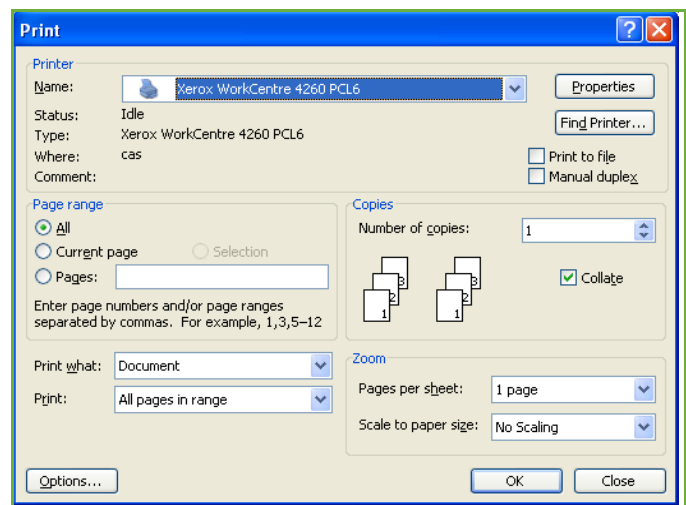 Print
Printer
Name: Xerox WorkCentre 4260 PCL6 Properties
Status: Idle
Find Printer...
Type: Xerox WorkCentre 4260 PCL6
Where: cas Print to file
Comment: Manual duplex
Page range
All
Current page Selection
Pages:
Enter page numbers and/or page ranges
separated by commas. For example, 1,3,5–12
Copies
Number of copies: 1
3 3
2 2
1 1
Collate
Print what: Document
Print: All pages in range
Zoom
Pages per sheet: 1 page
Scale to paper size: No Scaling
Options... OK Close